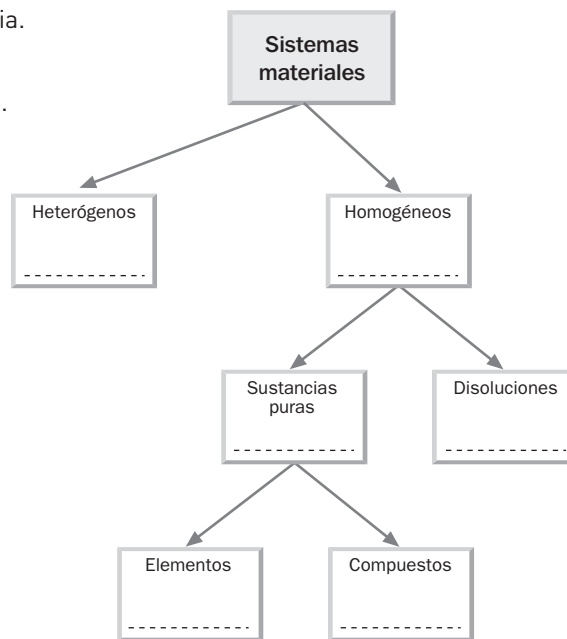 ia.
Sistemas
materiales
.
Heterógenos
Homogéneos
Sustancias
puras
Disoluciones
Elementos
Compuestos